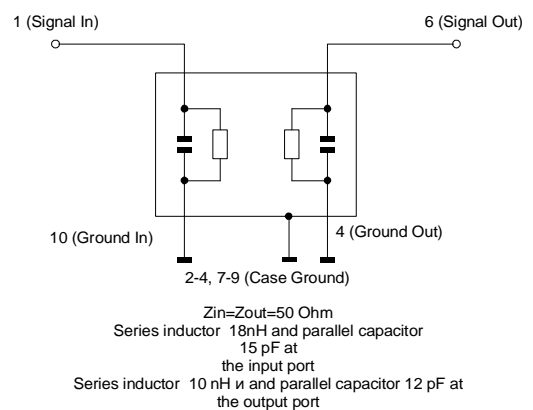 1 (Signal In)
6 (Signal Out)
10 (Ground In)
4 (Ground Out)
2-4, 7-9 (Case Ground)
Zin=Zout=50 Ohm
Series inductor 18nH and parallel capacitor
15 pF at
the input port
Series inductor 10 nH и and parallel capacitor 12 pF at
the output port